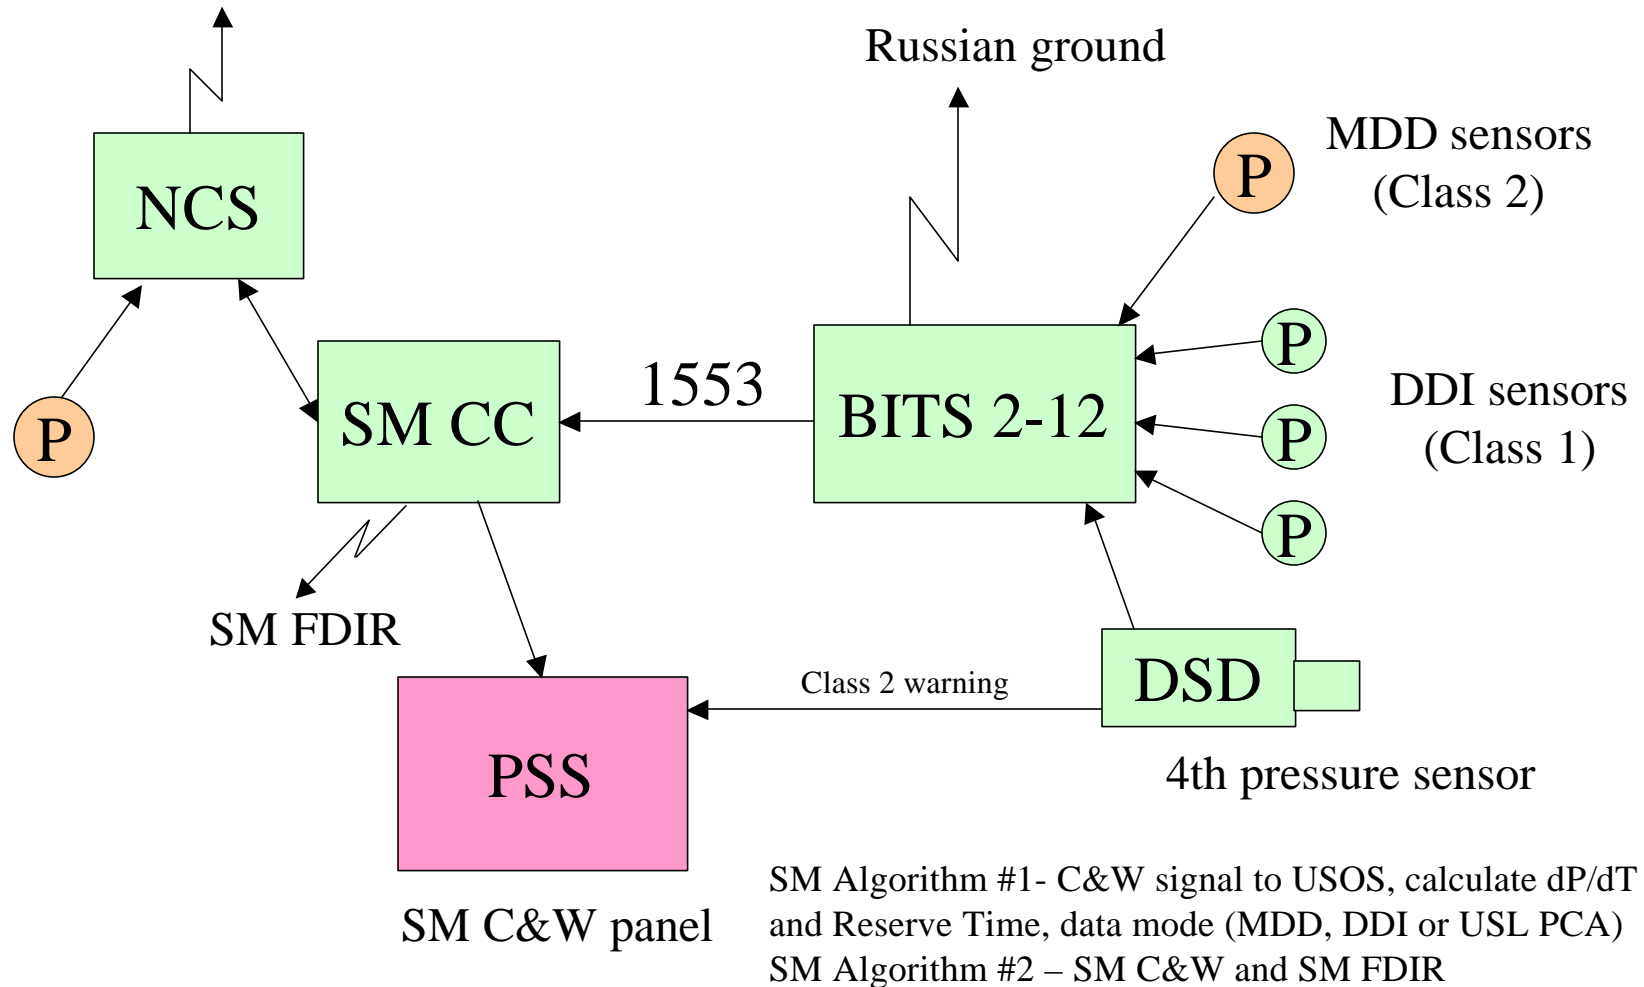 Russian ground
MDD sensors
(Class 2)
P
NCS
P
P
DDI sensors
(Class 1)
P
P
P
SM CC
1553
BITS 2-12
SM FDIR
Class 2 warning
DSD
4th pressure sensor
PSS
SM C&W panel
SM Algorithm #1- C&W signal to USOS, calculate dP/dT
and Reserve Time, data mode (MDD, DDI or USL PCA)
SM Algorithm #2 – SM C&W and SM FDIR